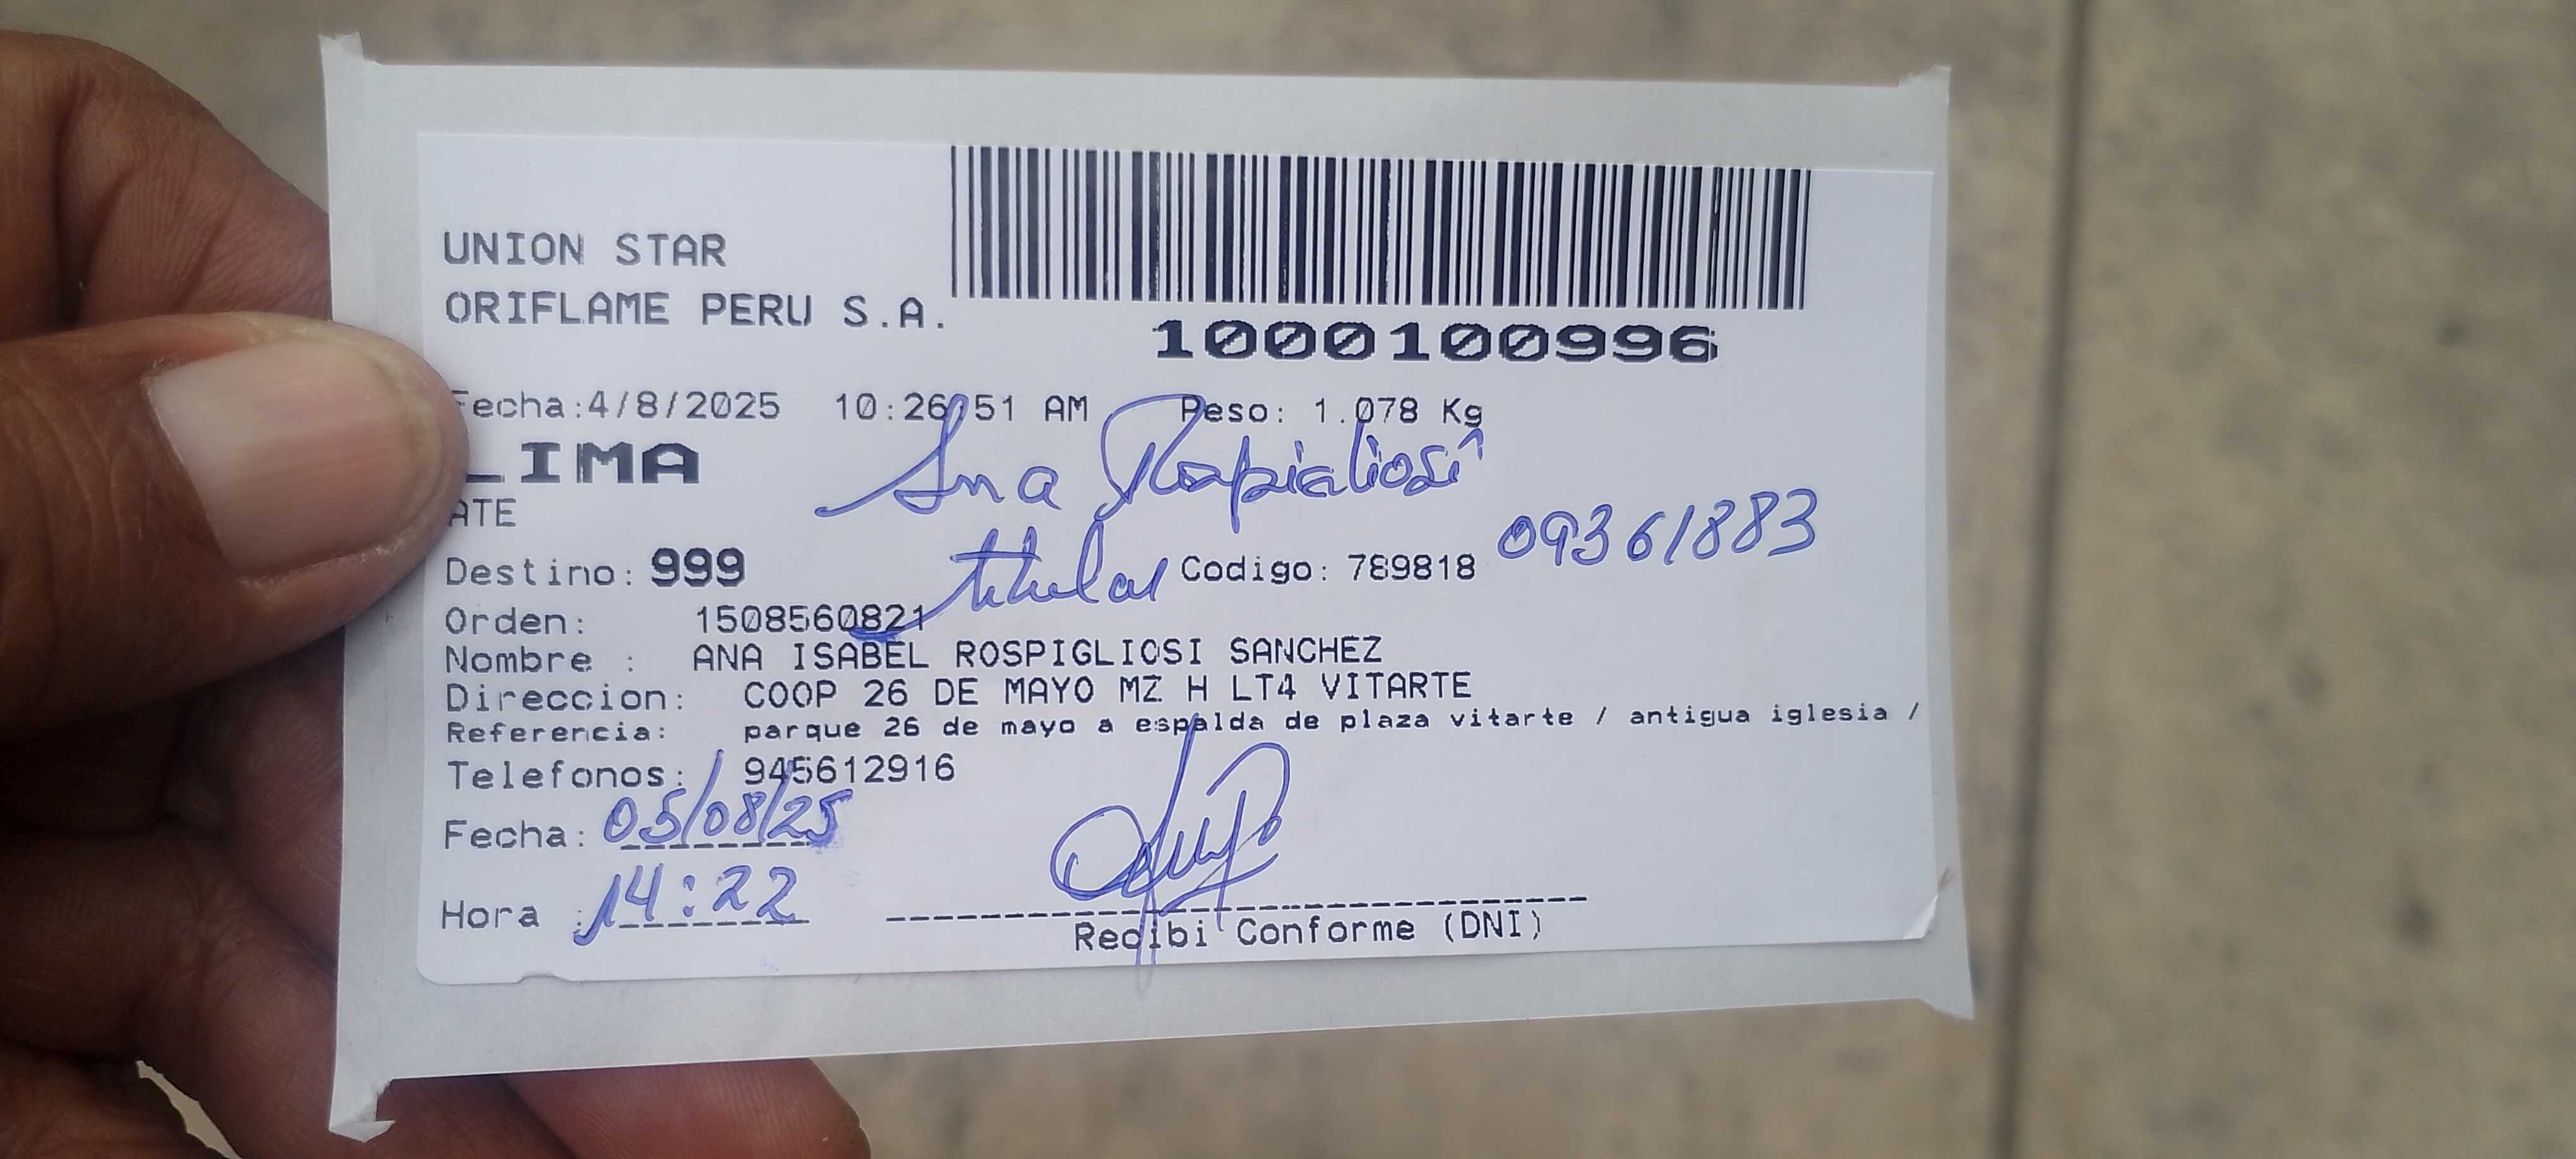 UNION STAR
ORIFLAME PERU S.A.
1000100996
Fecha:4/8/2025 10:26:51 AM Peso: 1.078 Kg
LIMA
Ana Rospigliosi
ATE
09361883
Destino: 999
titular
Codigo: 789818
Orden: 1508560821
Nombre : ANA ISABEL ROSPIGLIOSI SANCHEZ
Direccion: COOP 26 DE MAYO MZ H LT4 VITARTE
Referencia: parque 26 de mayo a espalda de plaza vitarte / antigua iglesia /
Telefonos: 945612916
Fecha: 05/08/25
Hora : 14:22
Recibi Conforme (DNI)